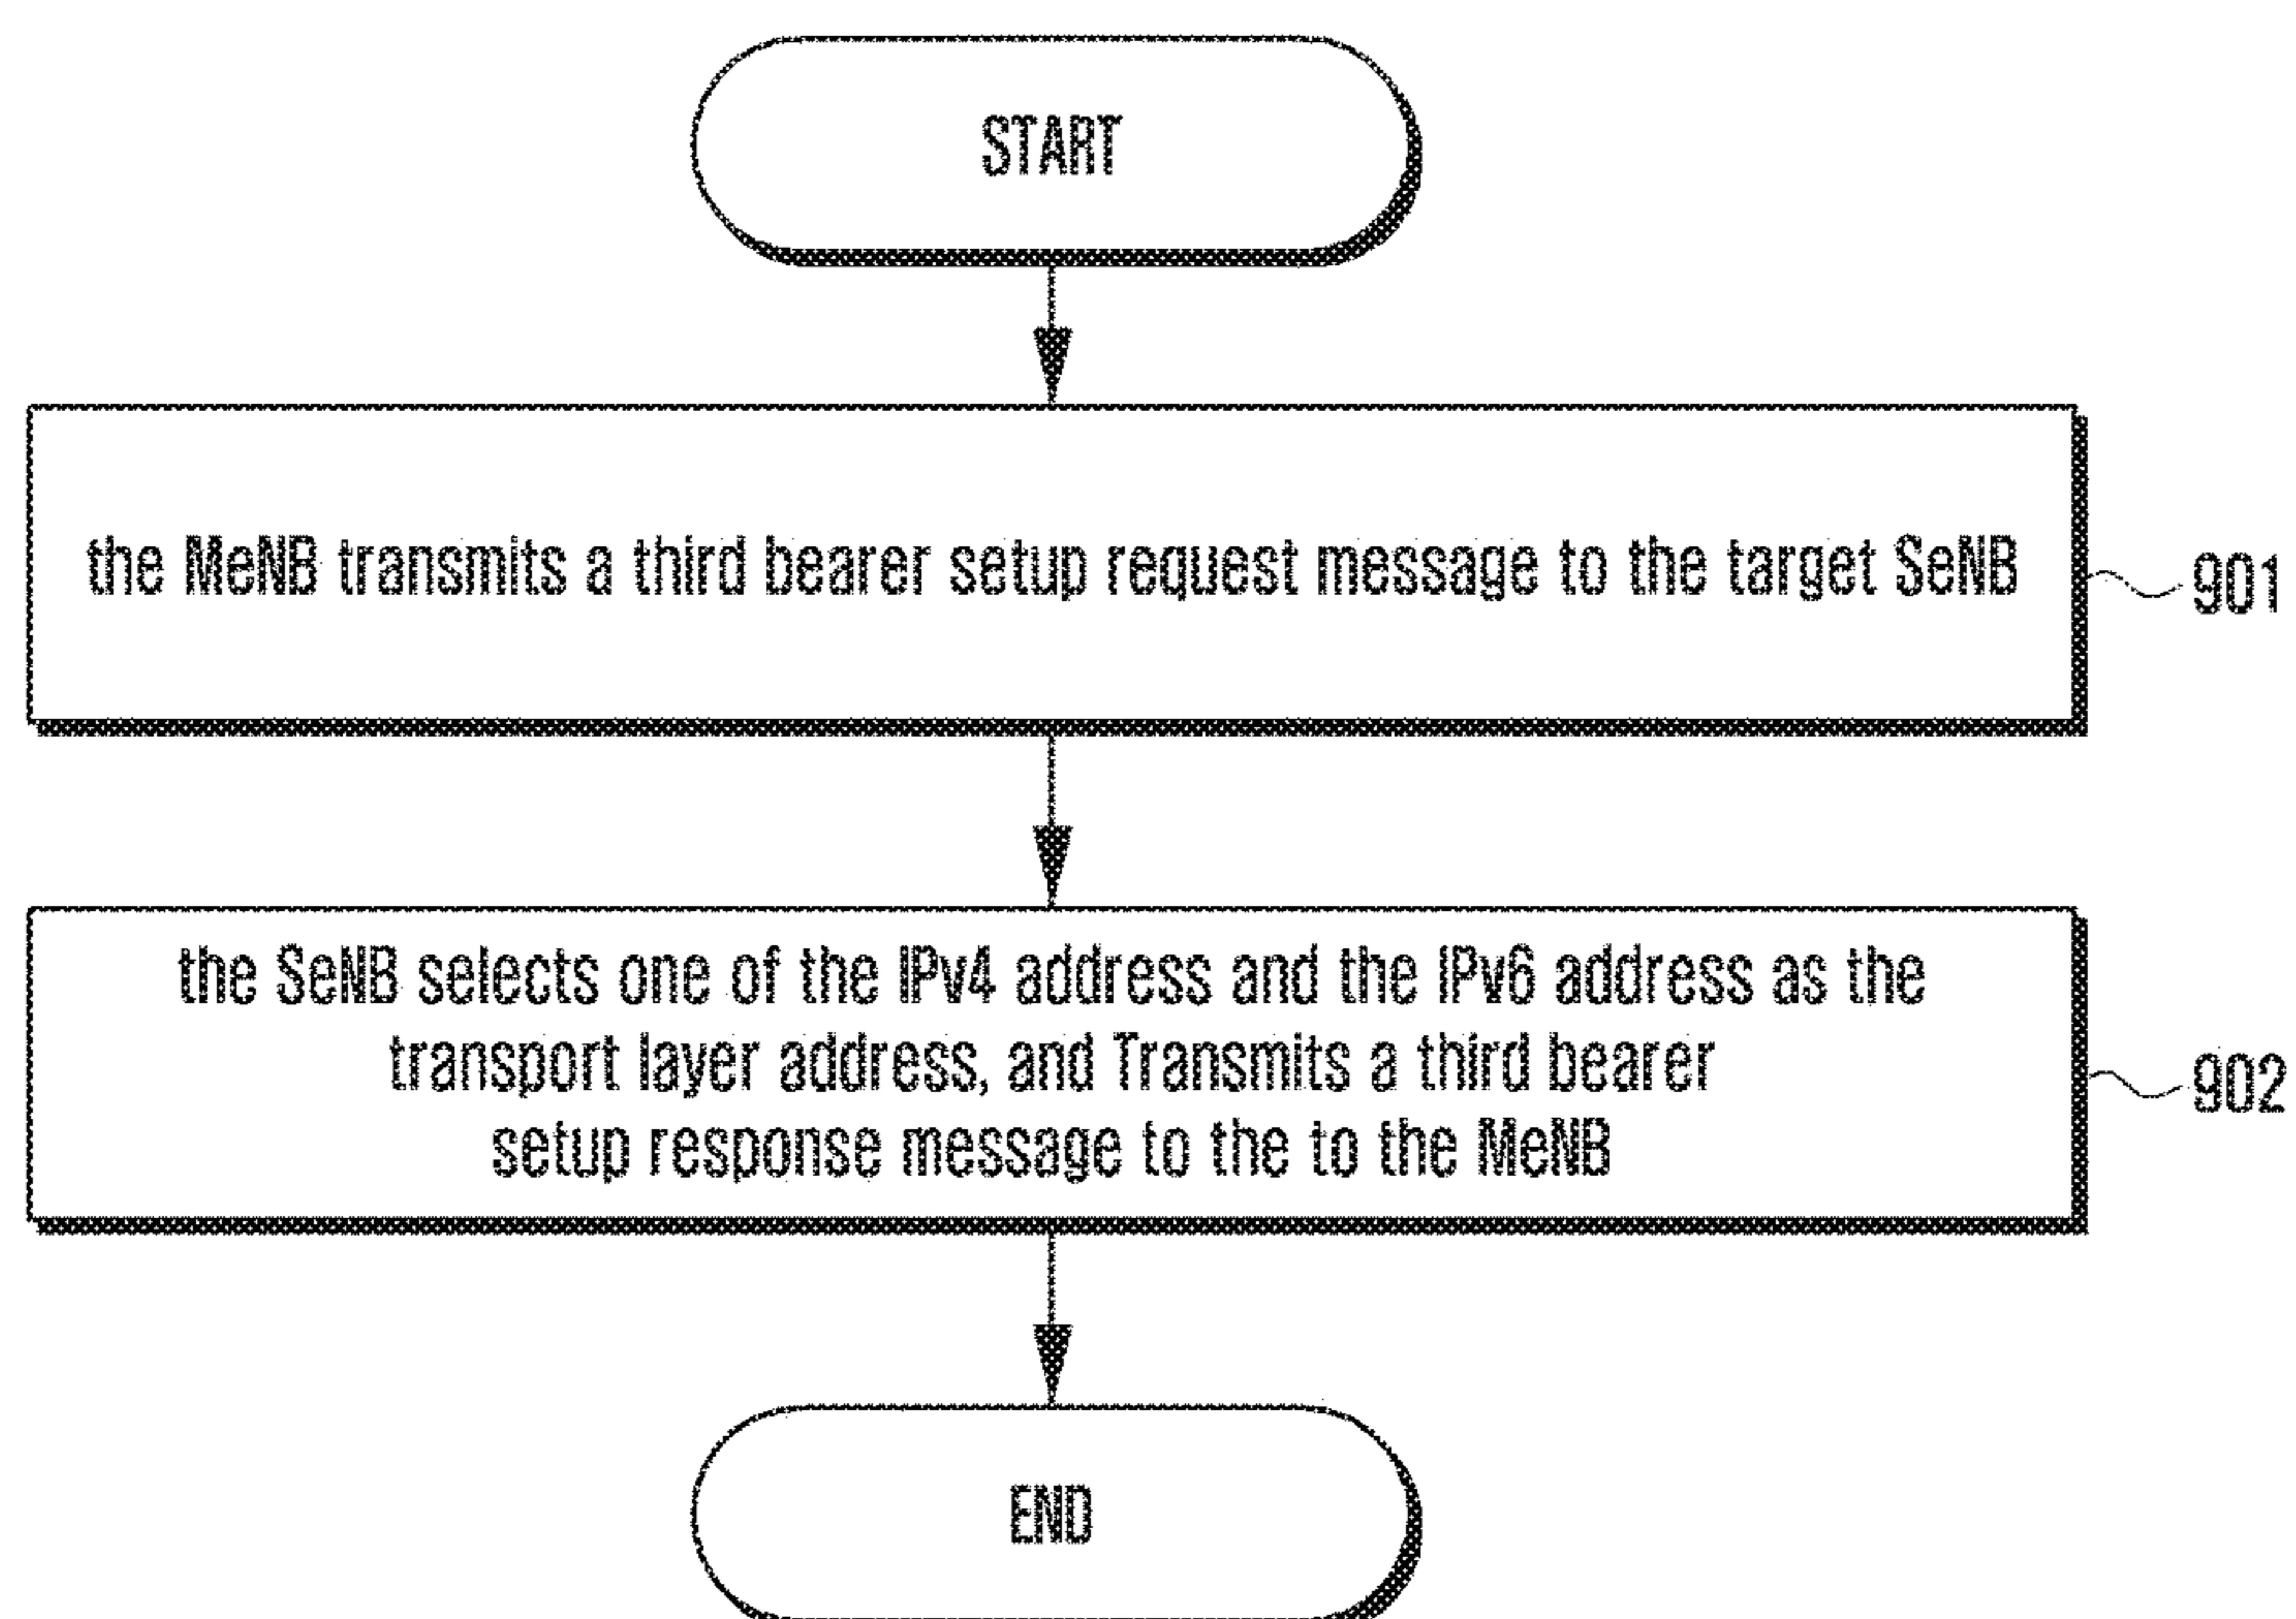 START
the MeNB transmits a third bearer setup request message to the target SeNB
901
the SeNB selects one of the IPv4 address and the IPv6 address as the
transport layer address, and Transmits a third bearer
setup response message to the to the MeNB
902
END